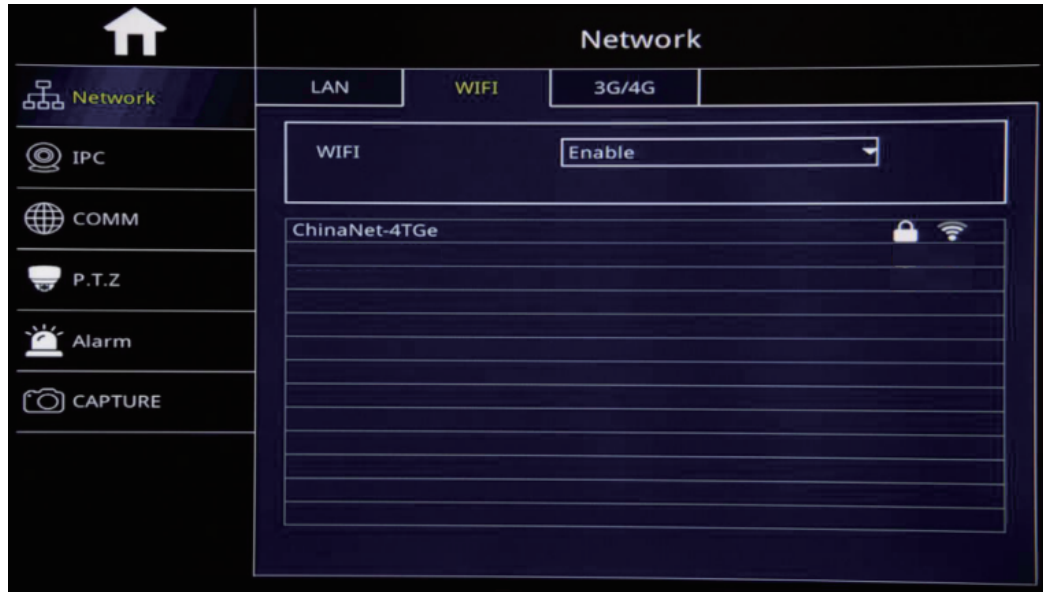 Network
Network
IPC
COMM
P.T.Z
Alarm
CAPTURE
LAN WIFI 3G/4G
WIFI Enable
ChinaNet-4TGe